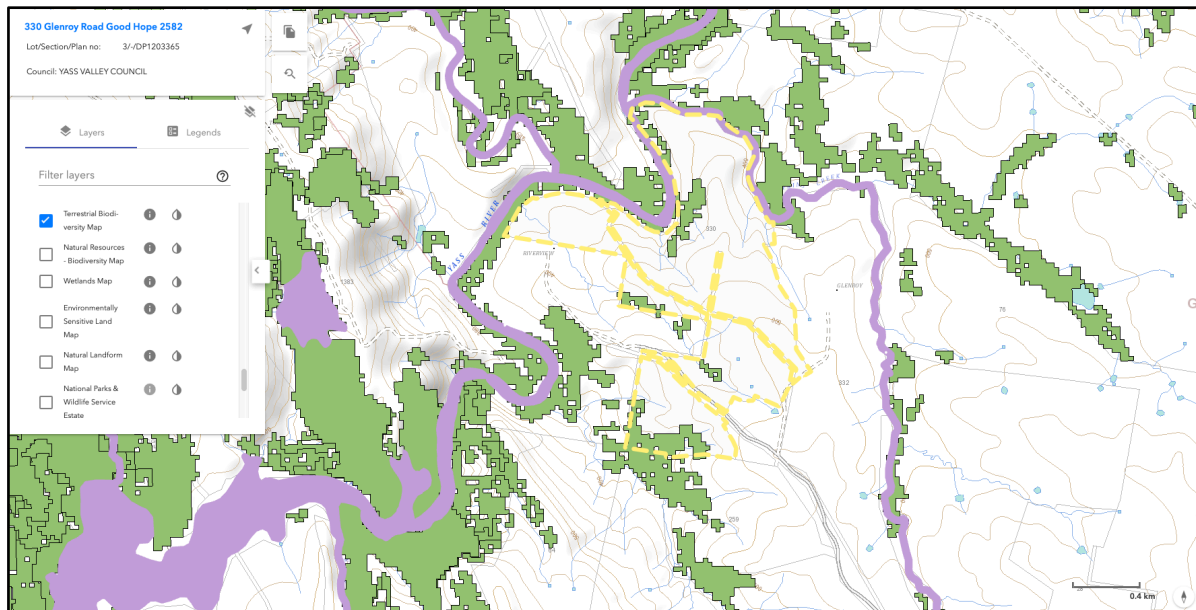 330 Glenroy Road Good Hope 2582
Lot/Section/Plan no: 3/-/DP1203365
Council: YASS VALLEY COUNCIL
Layers
Legends
Filter layers
Terrestrial Biodi-
versity Map
Natural Resources
- Biodiversity Map
Wetlands Map
Environmentally
Sensitive Land
Map
Natural Landform
Map
National Parks &
Wildlife Service
Estate
YASS RIVER
RIVERVIEW
GLENROY
CREEK
330
1383
76
332
259
G
0.4 km